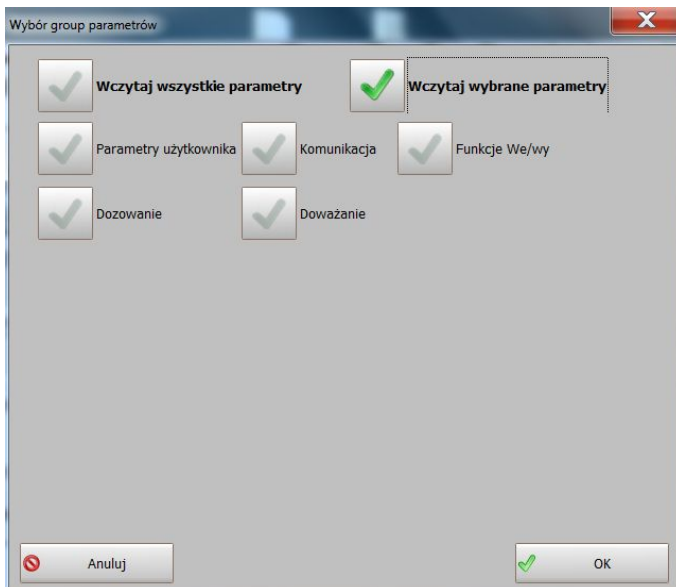 Wybór group parametrów
Wczytaj wszystkie parametry Wczytaj wybrane parametry
Parametry użytkownika Komunikacja Funkcje We/wy
Dozowanie Doważanie
Anuluj OK